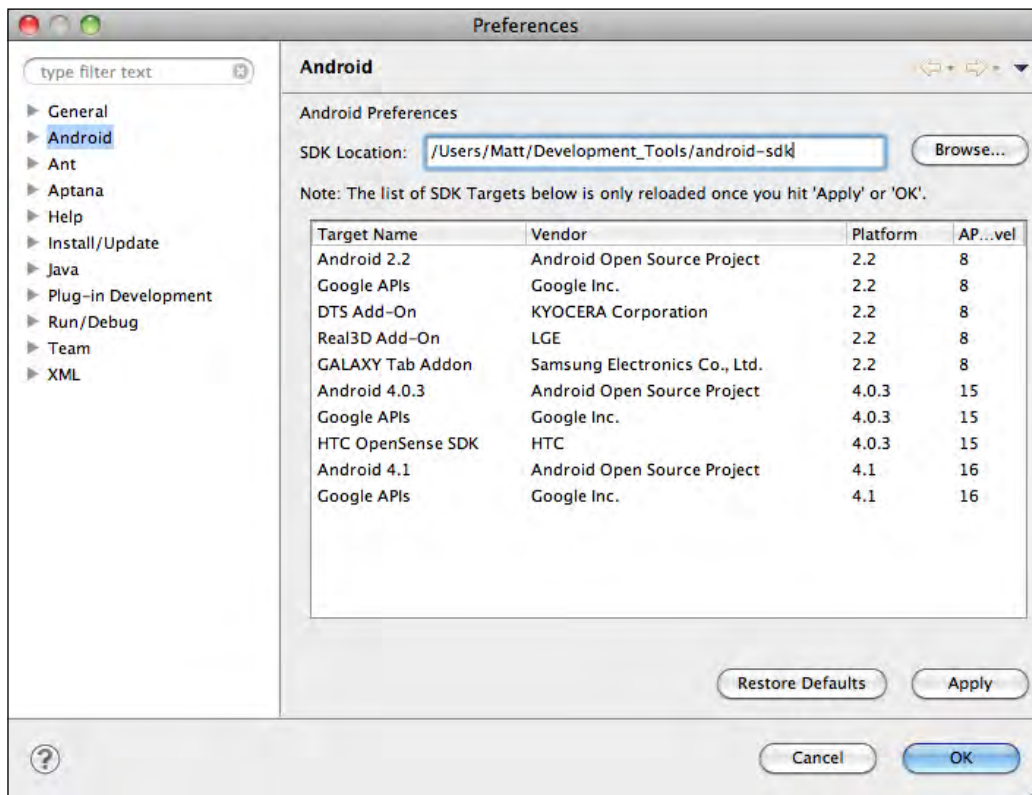 Preferences
type filter text
General
Android
Ant
Aptana
Help
Install/Update
Java
Plug-in Development
Run/Debug
Team
XML
Android
Android Preferences
SDK Location: /Users/Matt/Development_Tools/android-sdk Browse...
Note: The list of SDK Targets below is only reloaded once you hit 'Apply' or 'OK'.
Target Name Vendor Platform AP...vel
Android 2.2 Android Open Source Project 2.2 8
Google APIs Google Inc. 2.2 8
DTS Add-On KYOCERA Corporation 2.2 8
Real3D Add-On LGE 2.2 8
GALAXY Tab Addon Samsung Electronics Co., Ltd. 2.2 8
Android 4.0.3 Android Open Source Project 4.0.3 15
Google APIs Google Inc. 4.0.3 15
HTC OpenSense SDK HTC 4.0.3 15
Android 4.1 Android Open Source Project 4.1 16
Google APIs Google Inc. 4.1 16
Restore Defaults Apply
? Cancel OK